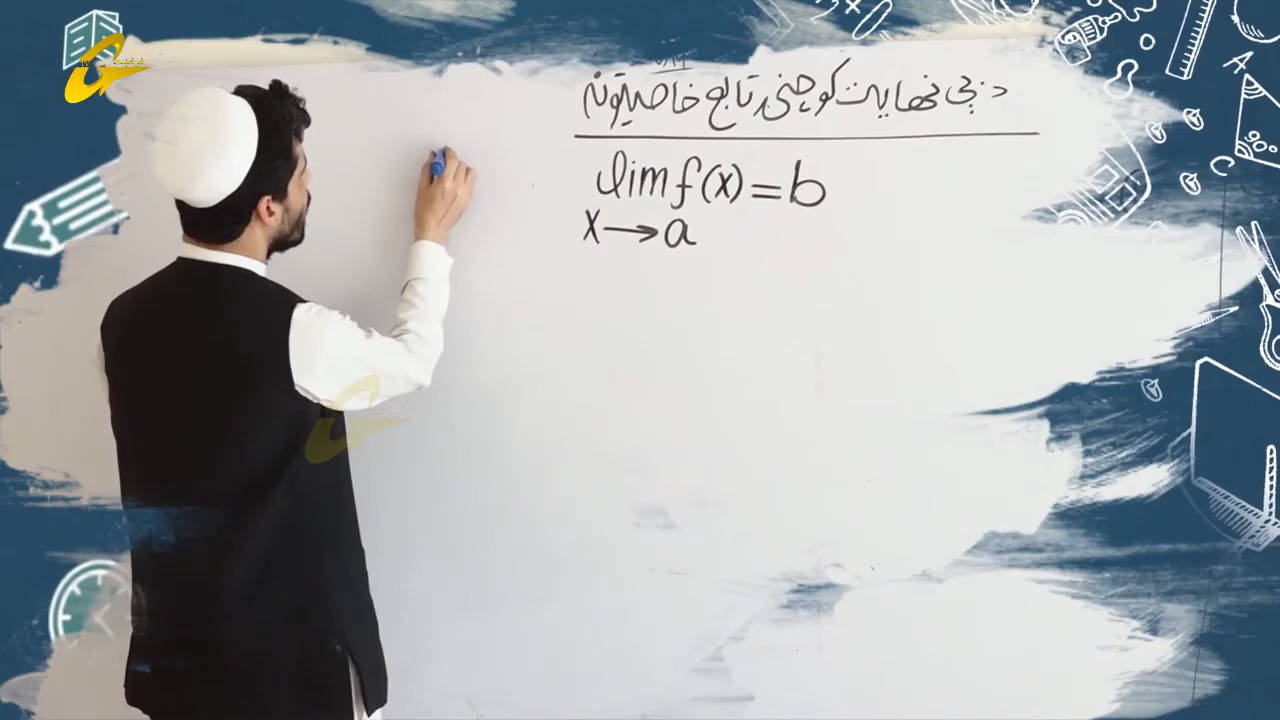 د بې نهایت کوچنی تابع خاصیتونه
lim f(x) = b
x → a